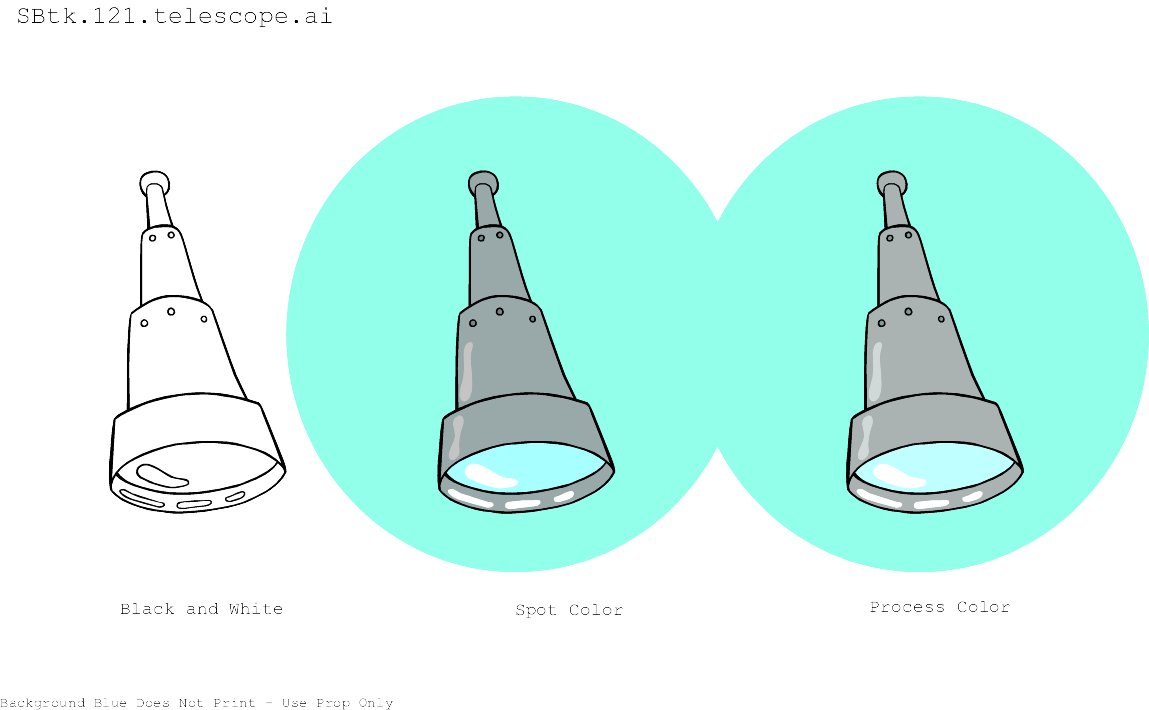 SBtk.121.telescope.ai
Black and White
Spot Color
Process Color
Background Blue Does Not Print - Use Prop Only